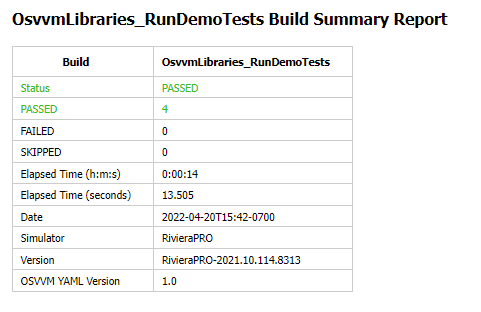 OsvvmLibraries_RunDemoTests Build Summary Report
Build OsvvmLibraries_RunDemoTests
Status PASSED
PASSED 4
FAILED 0
SKIPPED 0
Elapsed Time (h:m:s) 0:00:14
Elapsed Time (seconds) 13.505
Date 2022-04-20T15:42-0700
Simulator RivieraPRO
Version RivieraPRO-2021.10.114.8313
OSVVM YAML Version 1.0